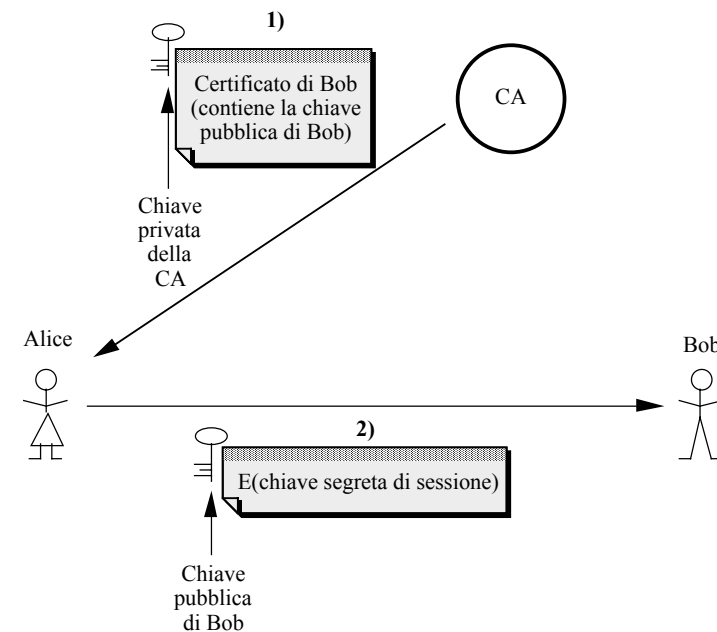 1)
Certificato di Bob
(contiene la chiave
pubblica di Bob)
CA
Chiave
privata
della
CA
Alice
Bob
2)
E(chiave segreta di sessione)
Chiave
pubblica
di Bob